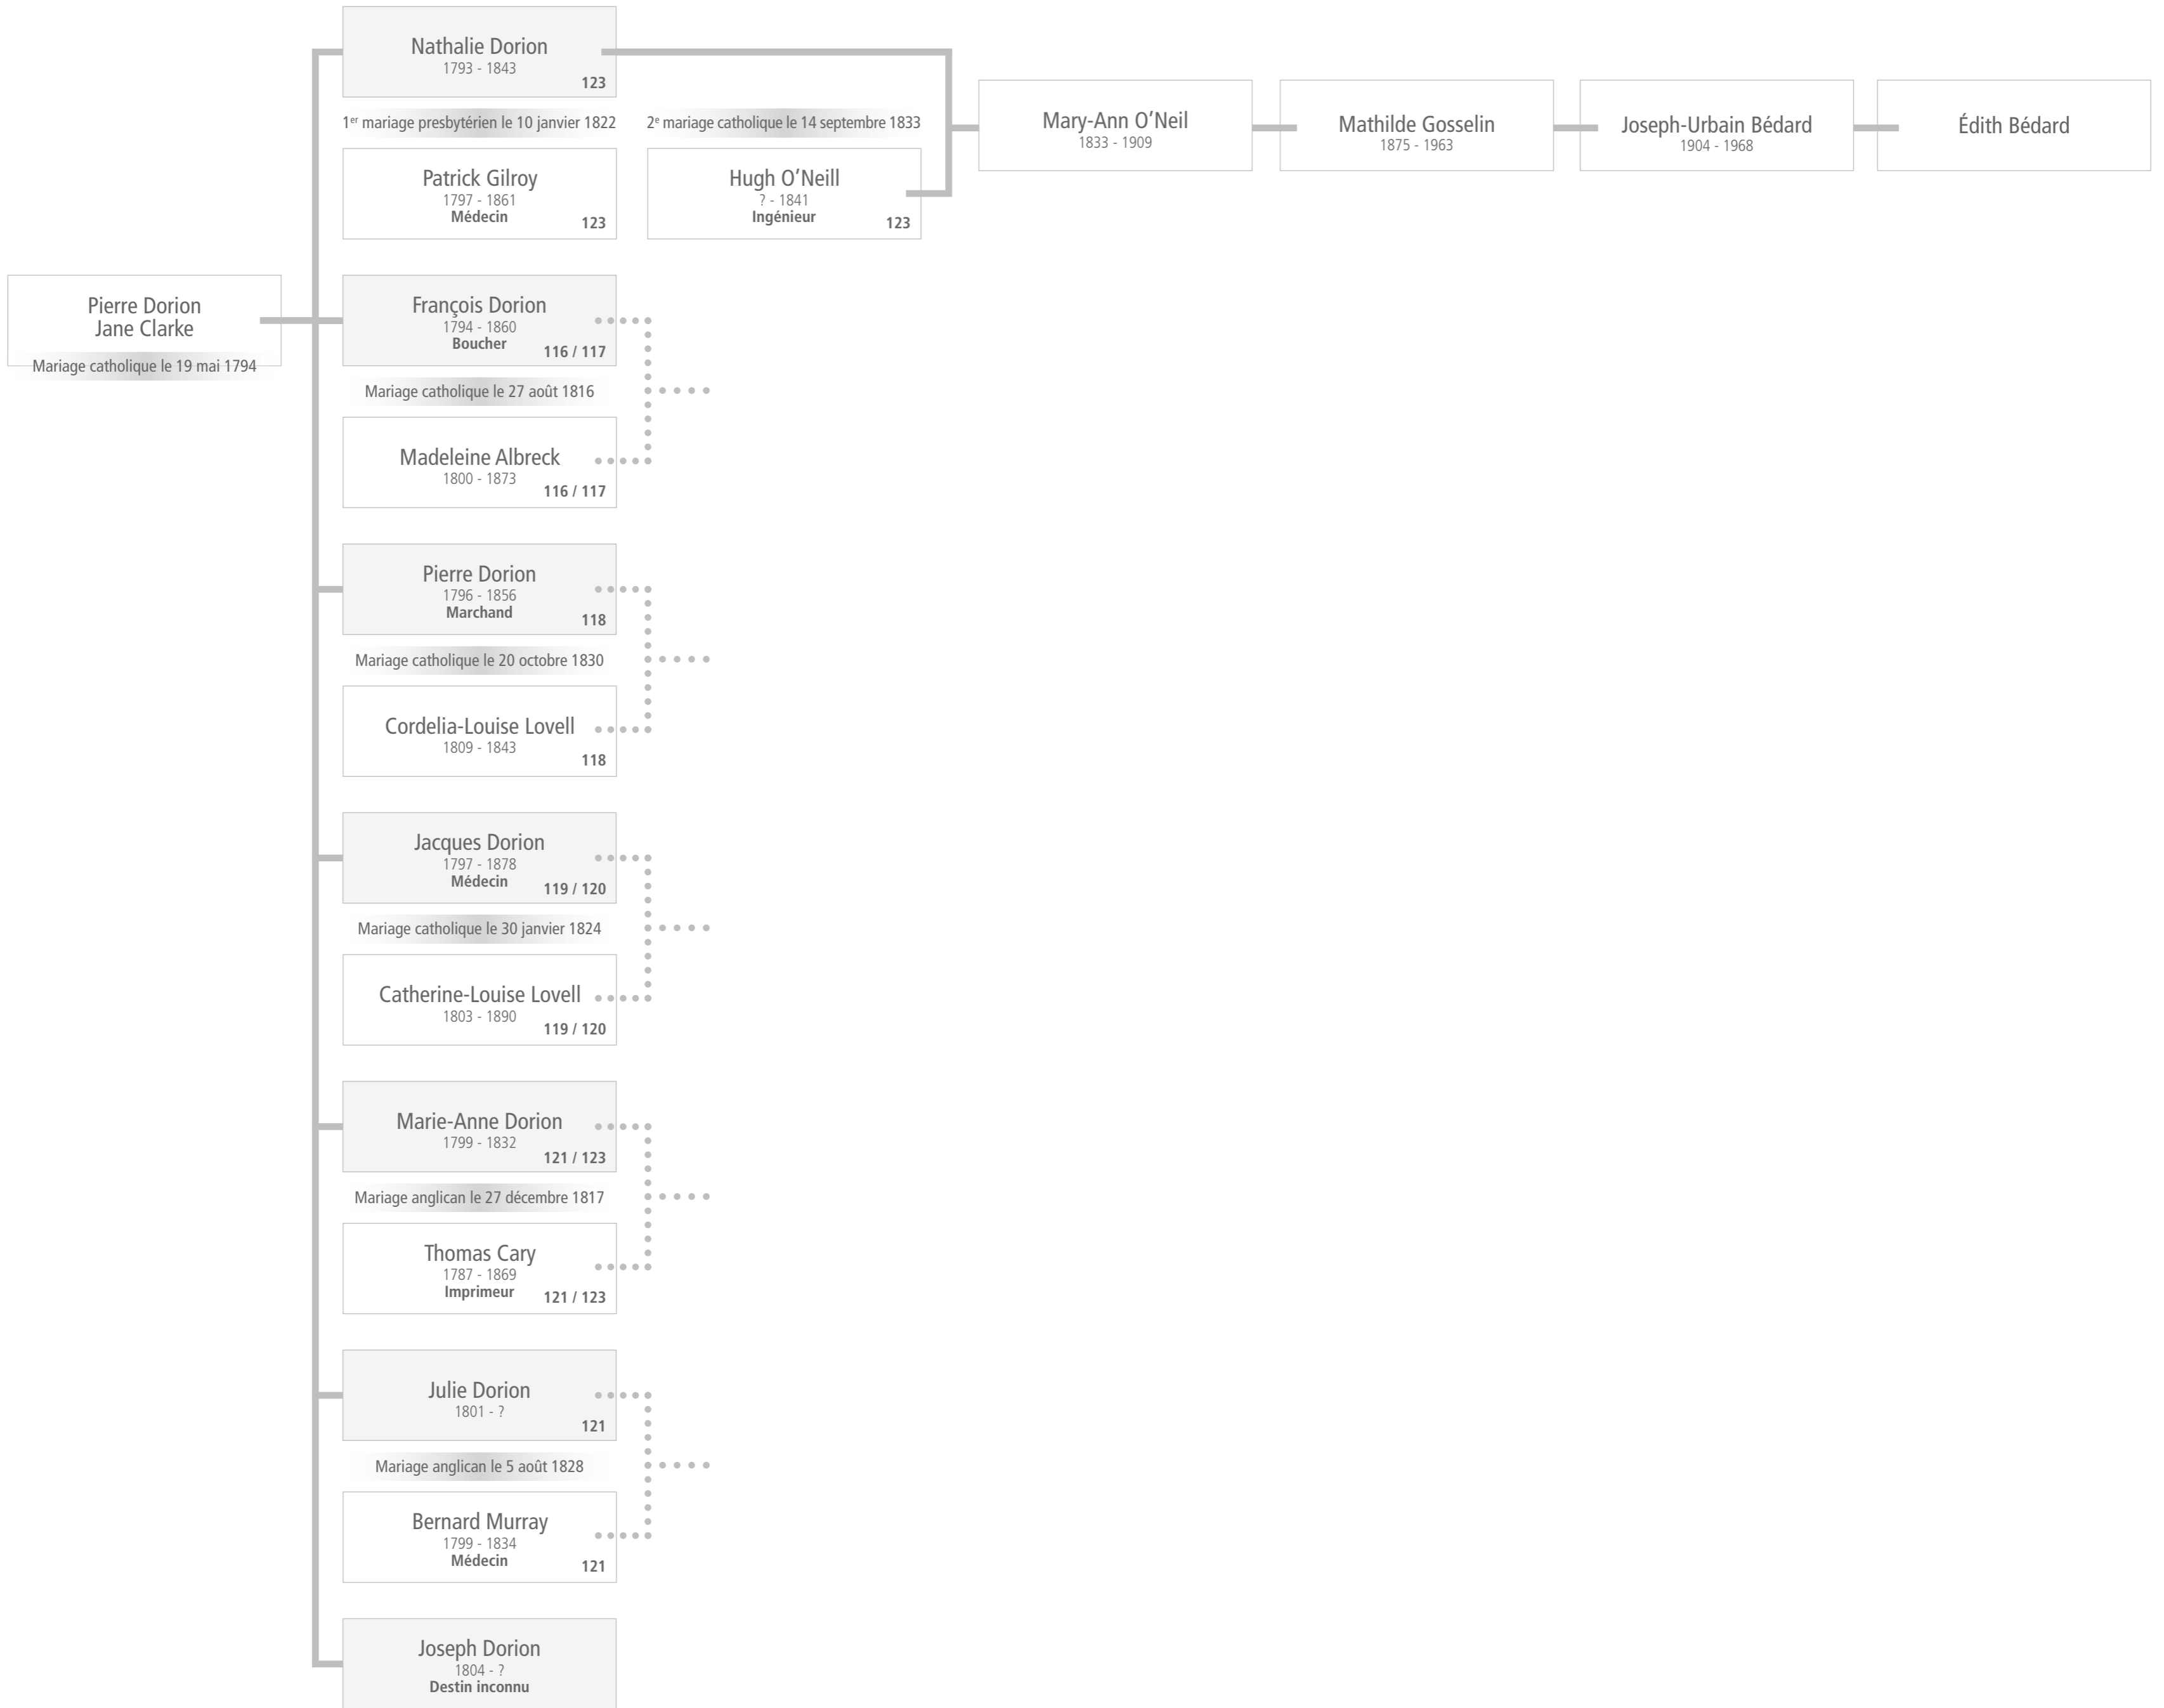 Nathalie Dorion
1793 - 1843
123
1er mariage presbytérien le 10 janvier 1822
2e mariage catholique le 14 septembre 1833
Patrick Gilroy
1797 - 1861
Médecin
123
Hugh O’Neill
? - 1841
Ingénieur
123
Mary-Ann O’Neil
1833 - 1909
Mathilde Gosselin
1875 - 1963
Joseph-Urbain Bédard
1904 - 1968
Édith Bédard
Pierre Dorion
Jane Clarke
Mariage catholique le 19 mai 1794
François Dorion
1794 - 1860
Boucher
116 / 117
Mariage catholique le 27 août 1816
Madeleine Albreck
1800 - 1873
116 / 117
Pierre Dorion
1796 - 1856
Marchand
118
Mariage catholique le 20 octobre 1830
Cordelia-Louise Lovell
1809 - 1843
118
Jacques Dorion
1797 - 1878
Médecin
119 / 120
Mariage catholique le 30 janvier 1824
Catherine-Louise Lovell
1803 - 1890
119 / 120
Marie-Anne Dorion
1799 - 1832
121 / 123
Mariage anglican le 27 décembre 1817
Thomas Cary
1787 - 1869
Imprimeur
121 / 123
Julie Dorion
1801 - ?
121
Mariage anglican le 5 août 1828
Bernard Murray
1799 - 1834
Médecin
121
Joseph Dorion
1804 - ?
Destin inconnu